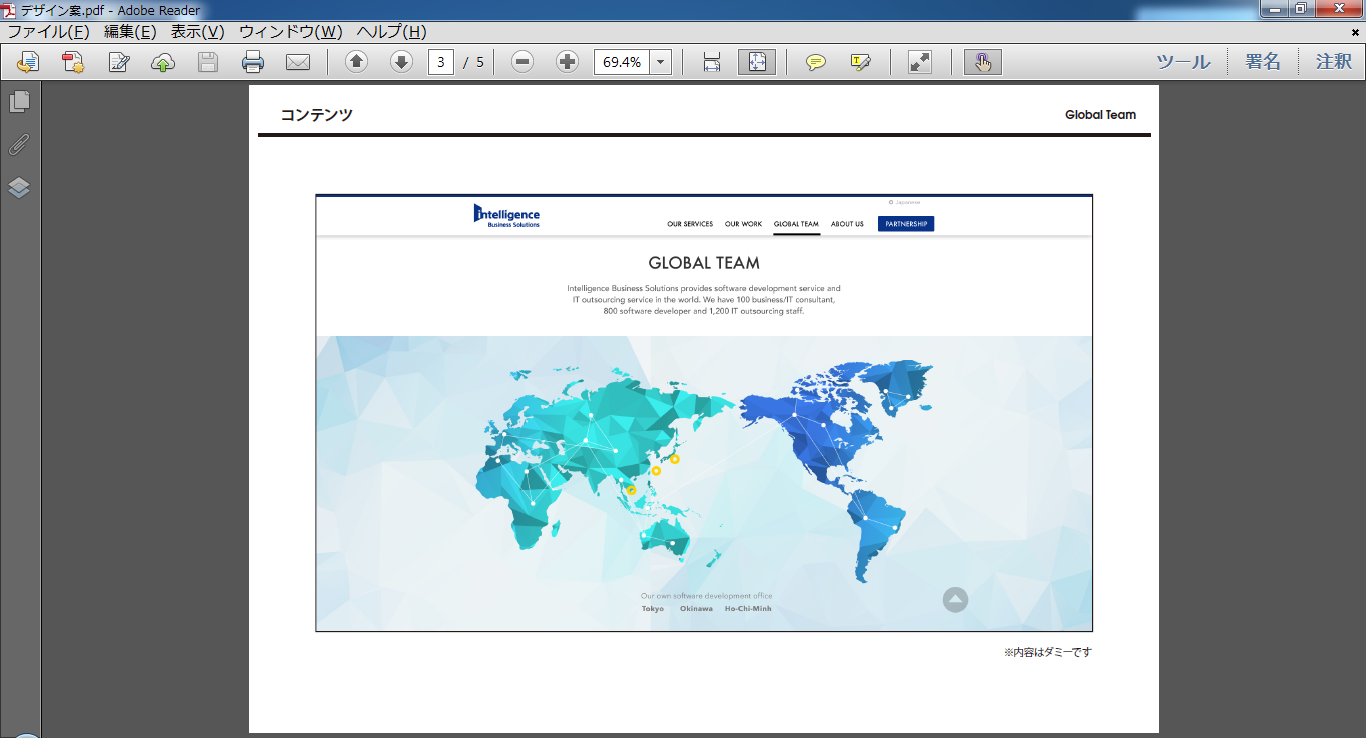 デザイン案.pdf - Adobe Reader
ファイル(F) 編集(E) 表示(V) ウィンドウ(W) ヘルプ(H)
3 / 5 69.4% ツール 署名 注釈
コンテンツ Global Team
Japanese
intelligence
Business Solutions
OUR SERVICES OUR WORK GLOBAL TEAM ABOUT US PARTNERSHIP
GLOBAL TEAM
Intelligence Business Solutions provides software development service and
IT outsourcing service in the world. We have 100 business/IT consultant,
800 software developer and 1,200 IT outsourcing staff.
Our own software development office
Tokyo Okinawa Ho-Chi-Minh
※内容はダミーです